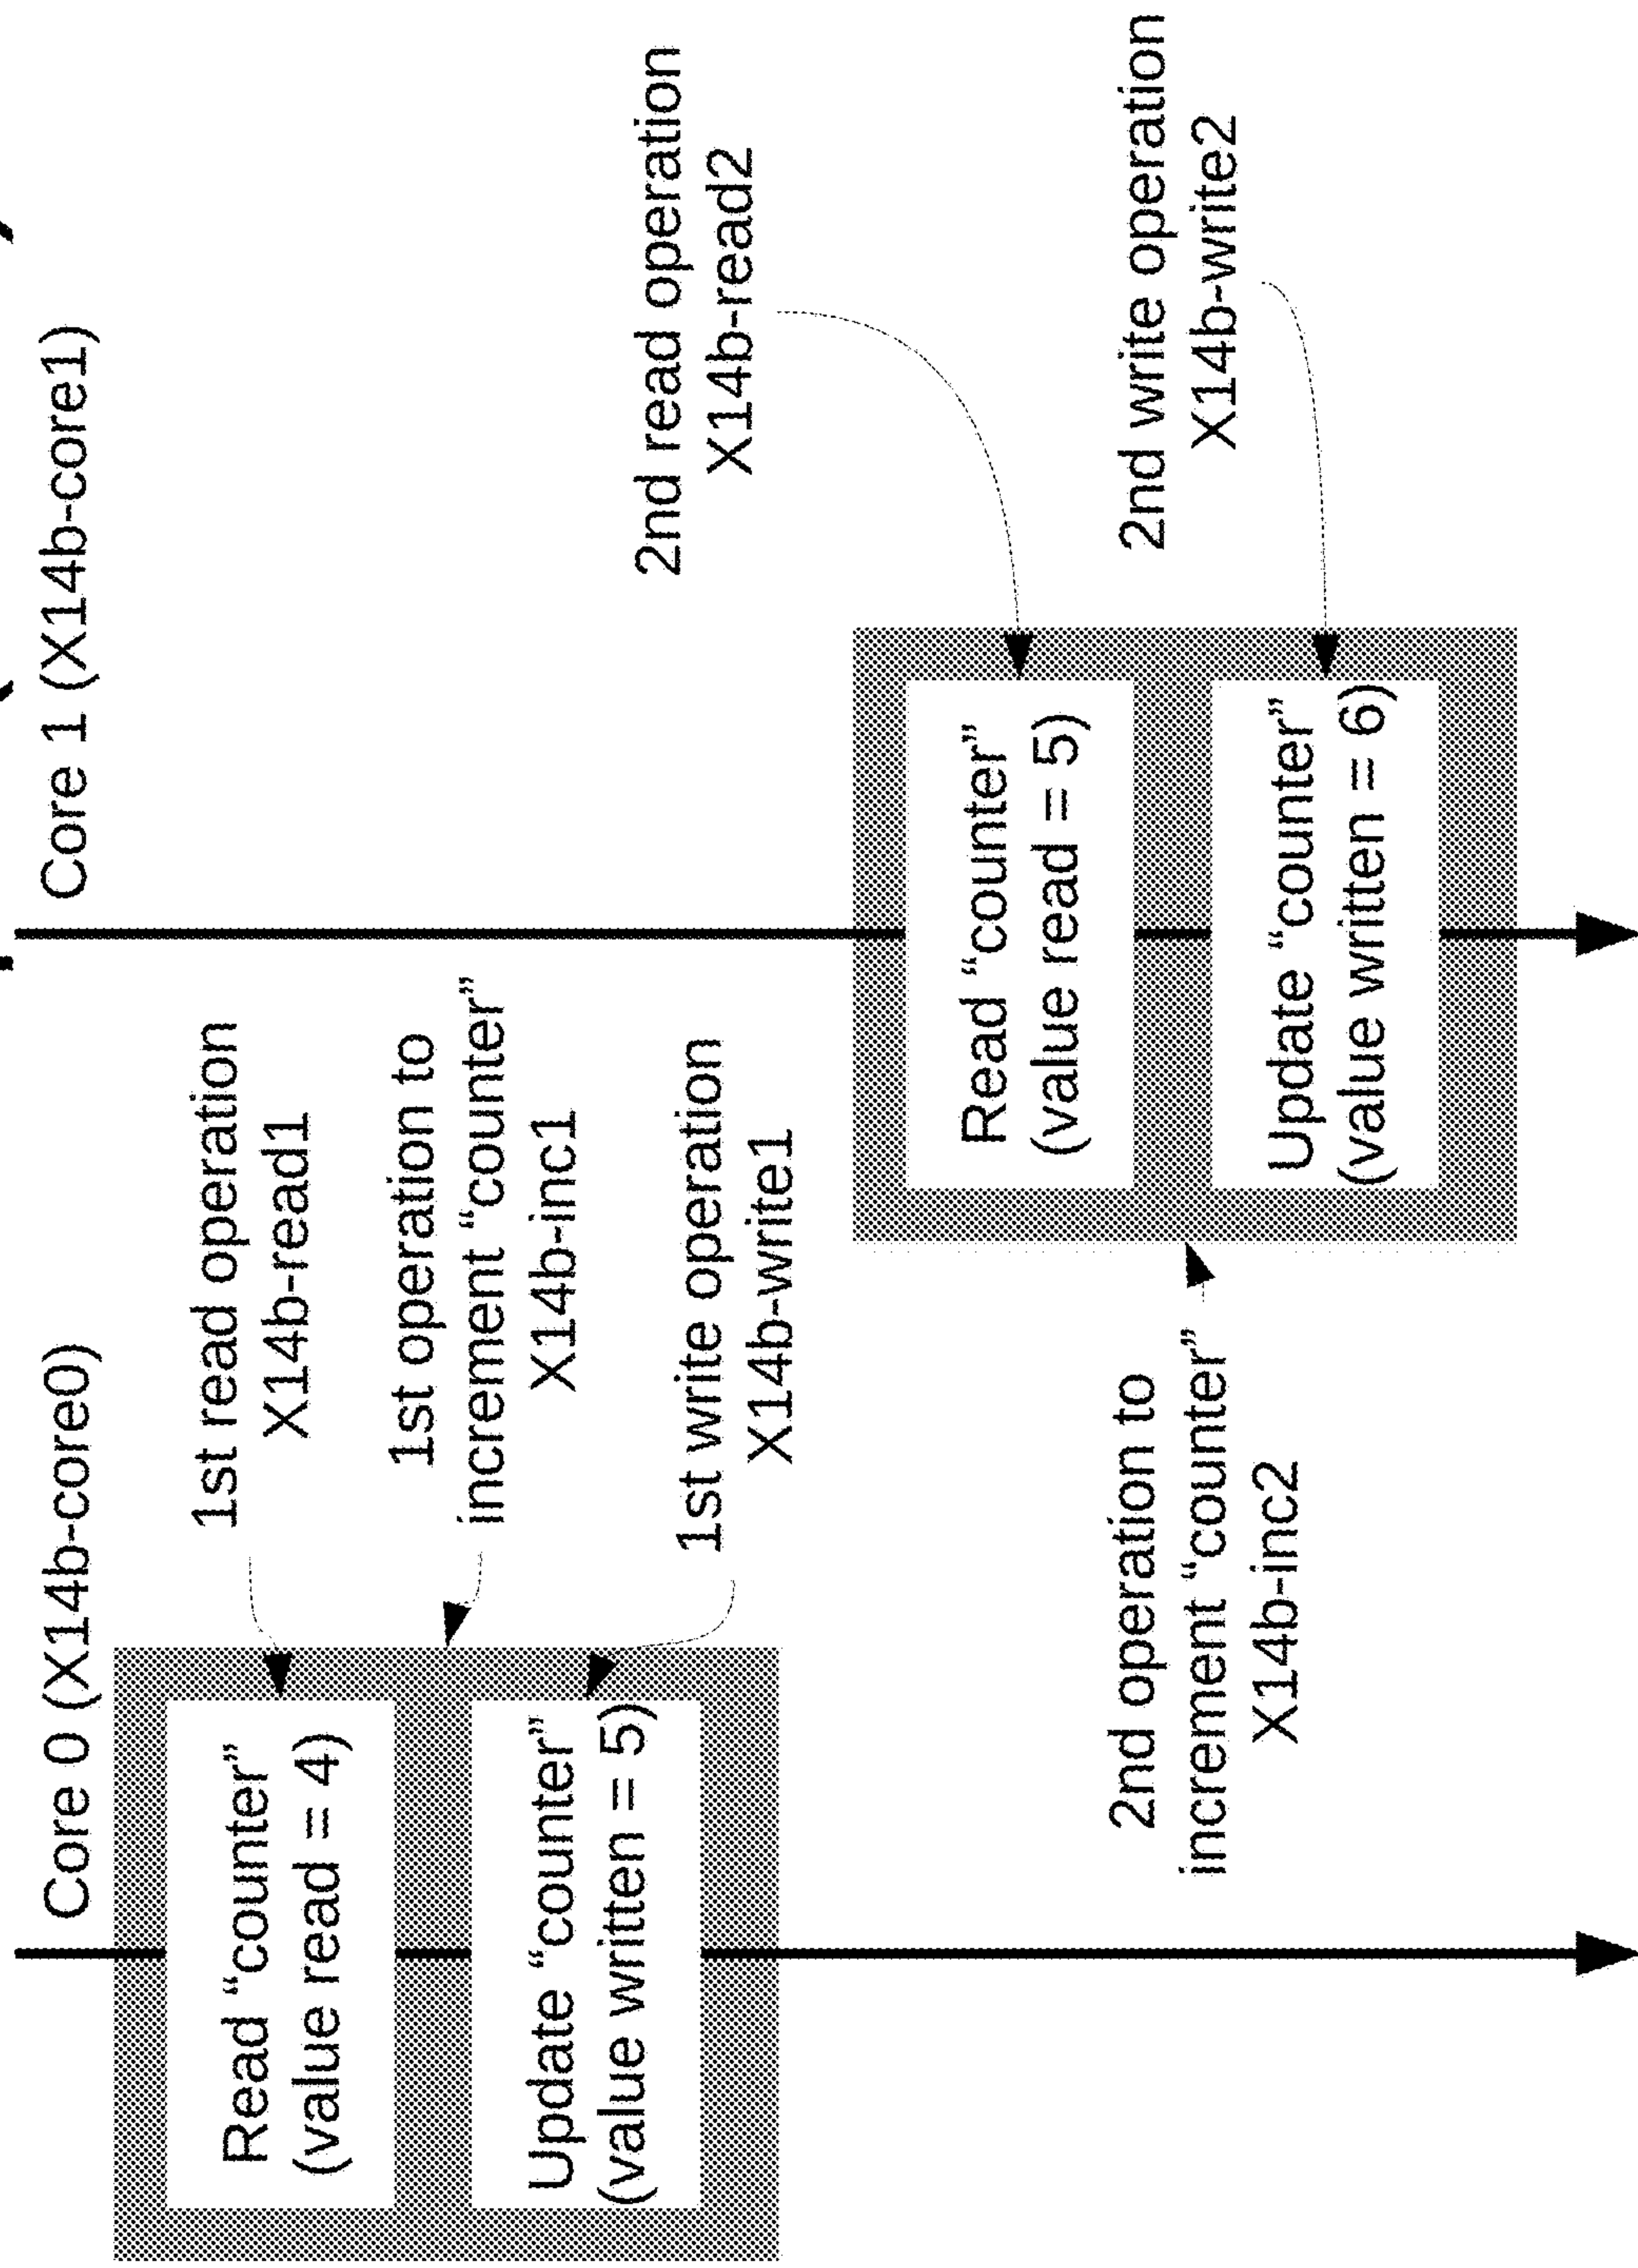 Core 0 (X14b-core0)
Core 1 (X14b-core1)
Read “counter”
(value read = 4)
1st read operation
X14b-read1
1st operation to
increment “counter”
X14b-inc1
Update “counter”
(value written = 5)
1st write operation
X14b-write1
2nd read operation
X14b-read2
Read “counter”
(value read = 5)
2nd operation to
increment “counter”
X14b-inc2
Update “counter”
(value written = 6)
2nd write operation
X14b-write2